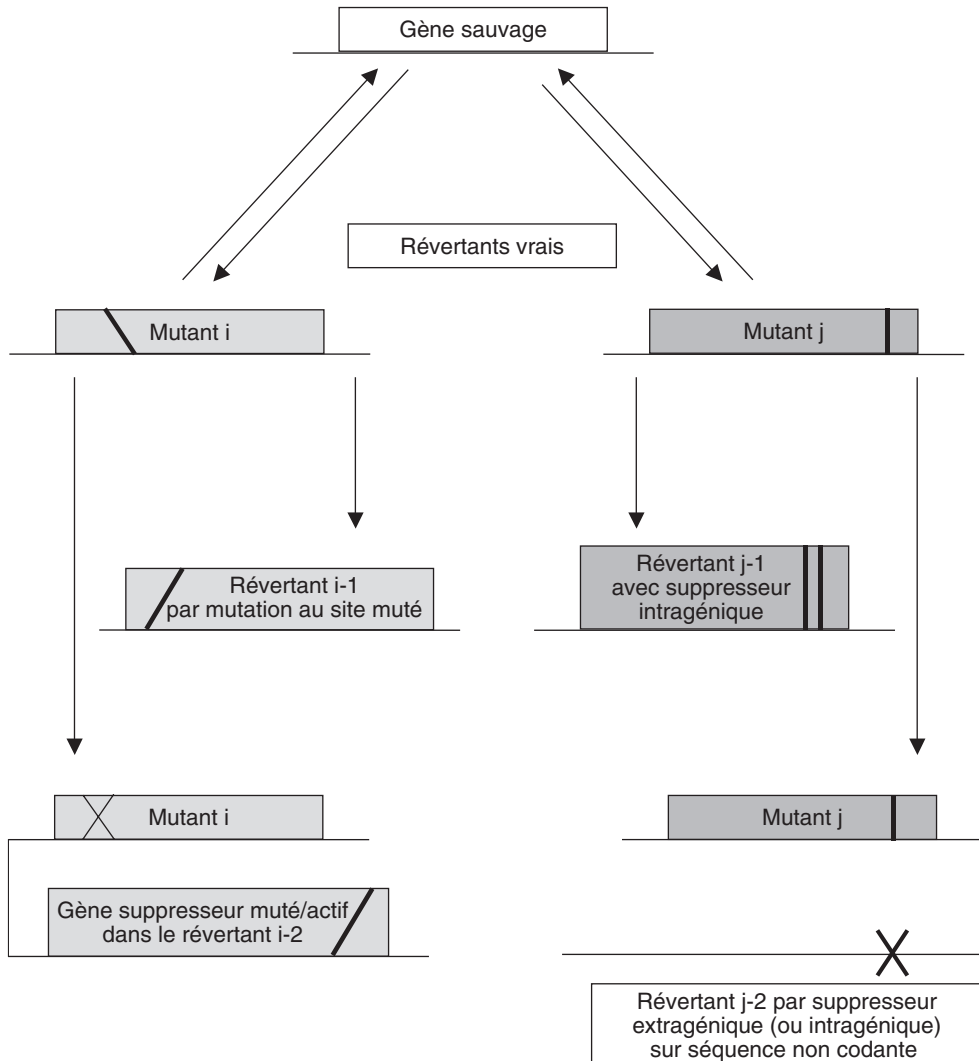 Gène sauvage
Révertants vrais
Mutant i
Mutant j
Révertant i-1
par mutation au site muté
Révertant j-1
avec suppresseur
intragénique
Mutant i
Mutant j
Gène suppresseur muté/actif
dans le révertant i-2
Révertant j-2 par suppresseur
extragénique (ou intragénique)
sur séquence non codante